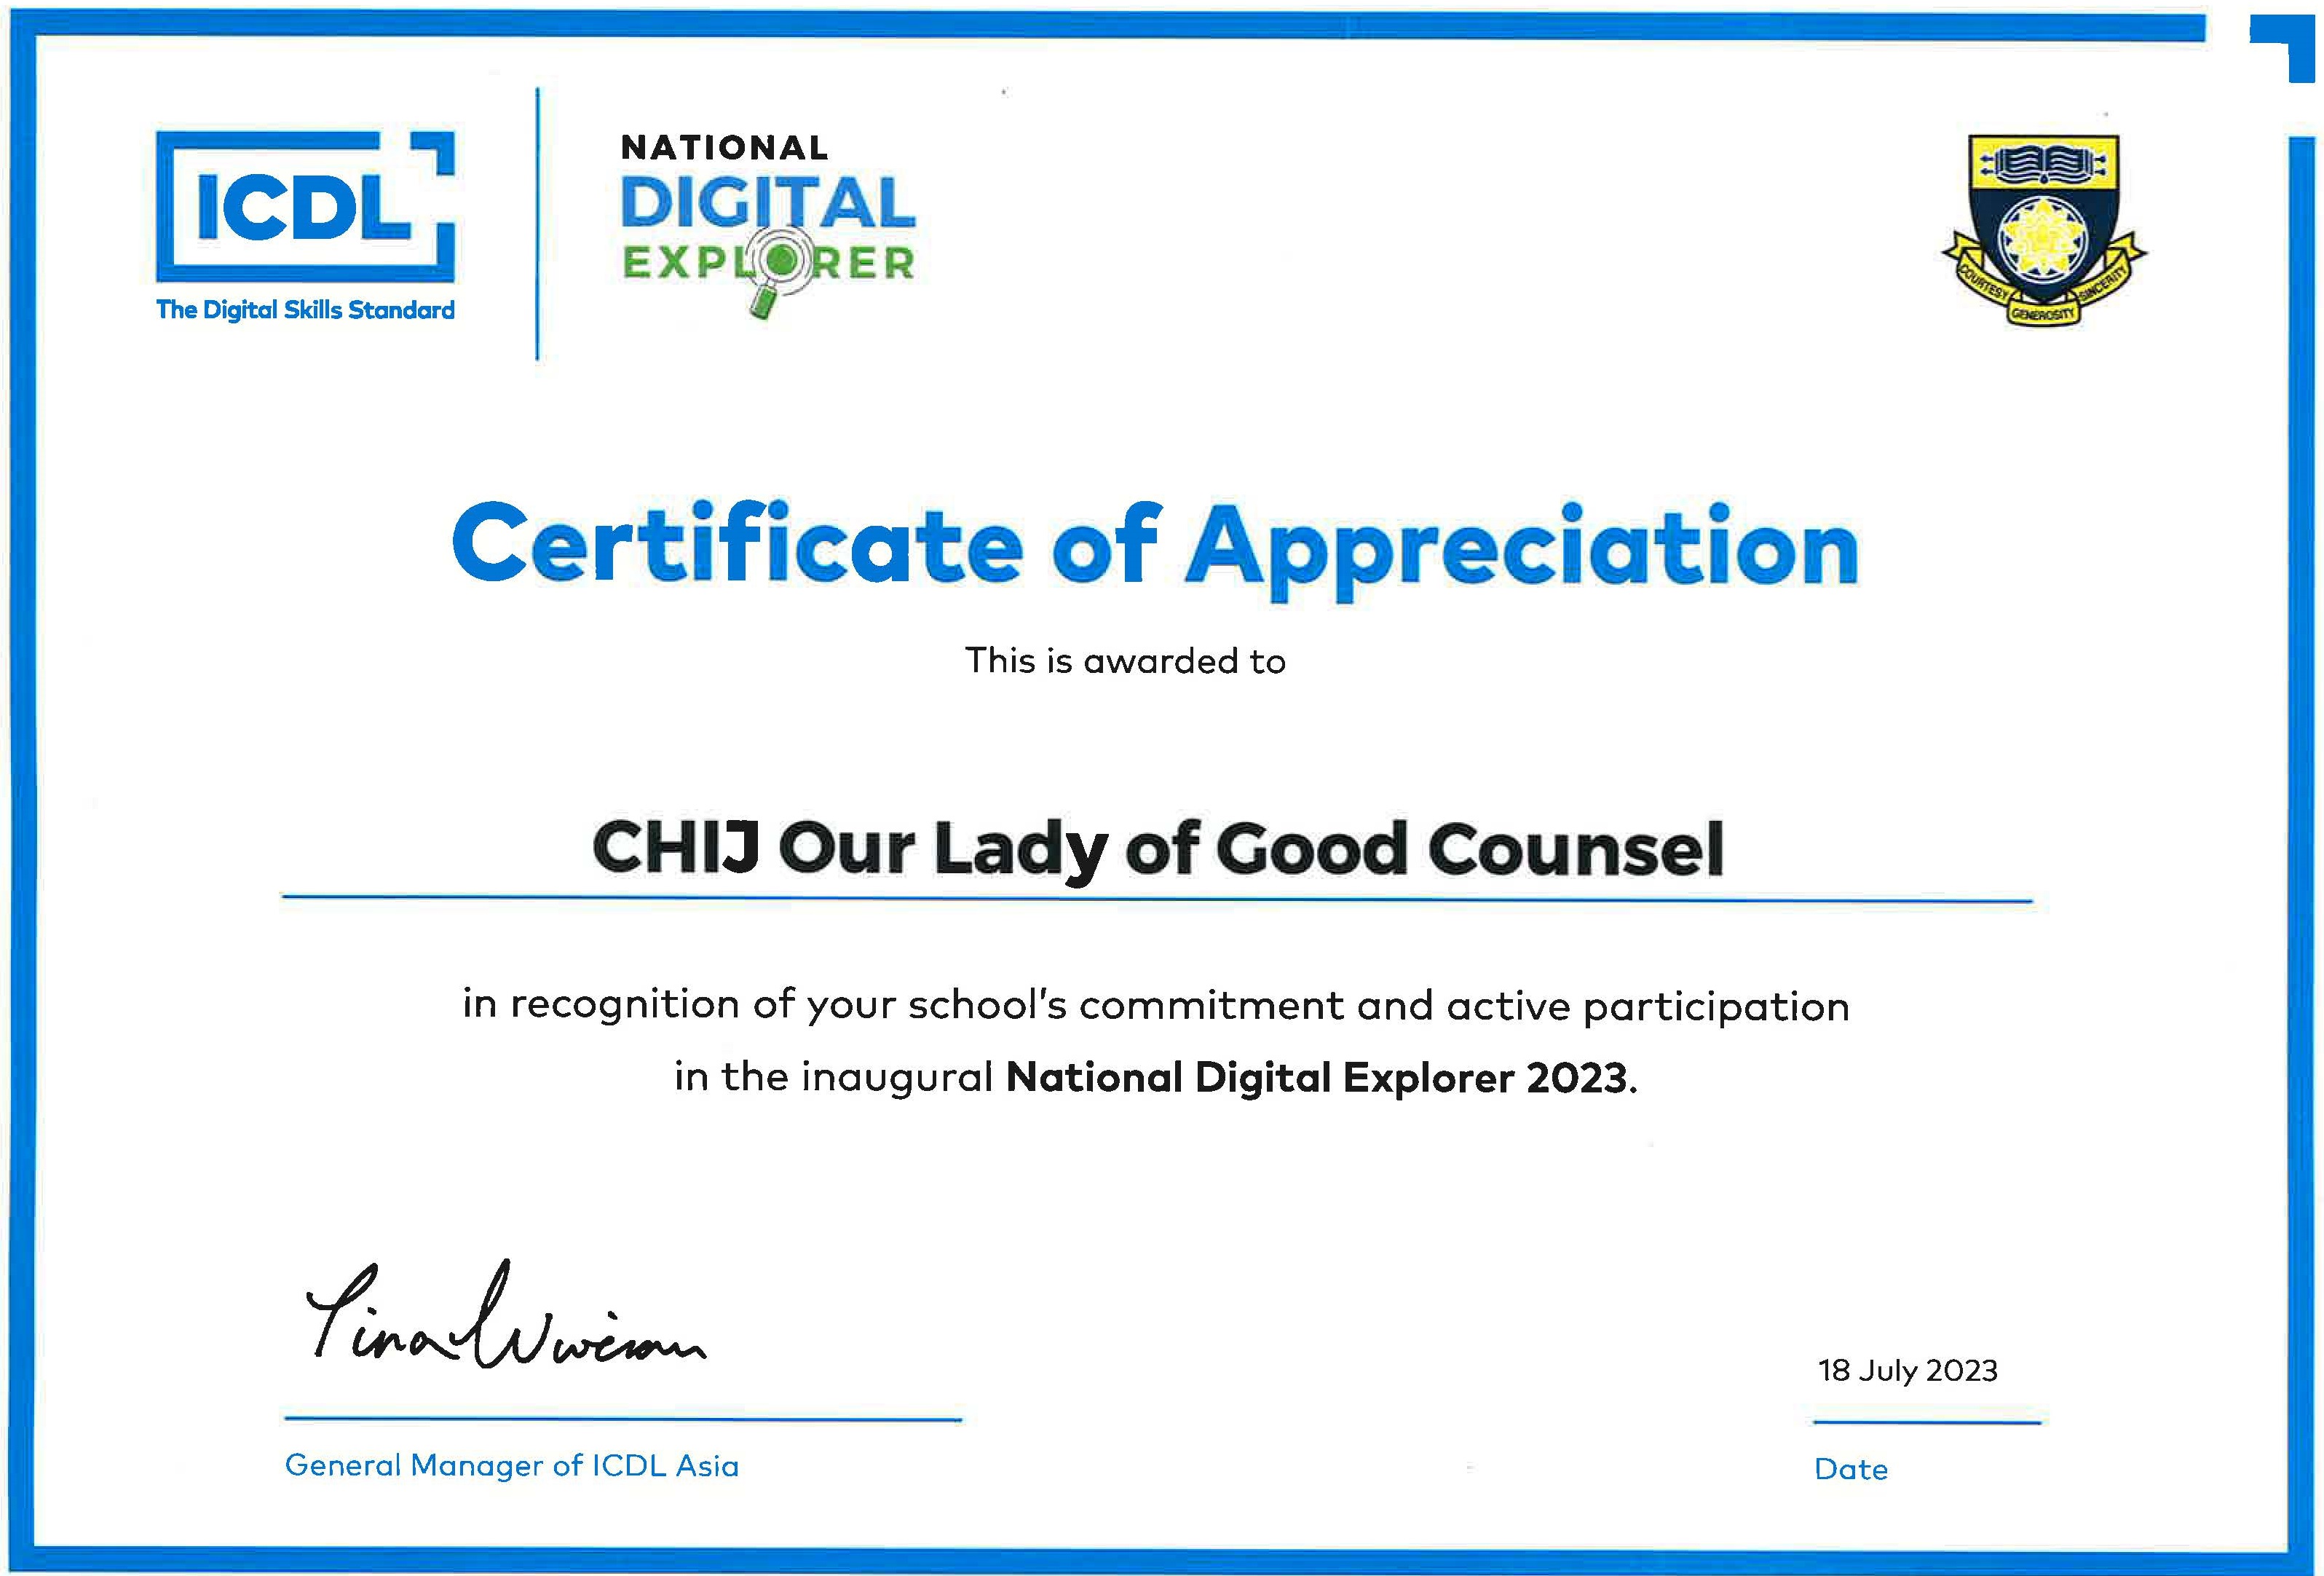 ICDL
The Digital Skills Standard
NATIONAL
DIGITAL
EXPLORER
COURTESY
GENEROSITY
SINCERITY
Certificate of Appreciation
This is awarded to
CHIJ Our Lady of Good Counsel
in recognition of your school's commitment and active participation
in the inaugural National Digital Explorer 2023.
18 July 2023
General Manager of ICDL Asia
Date